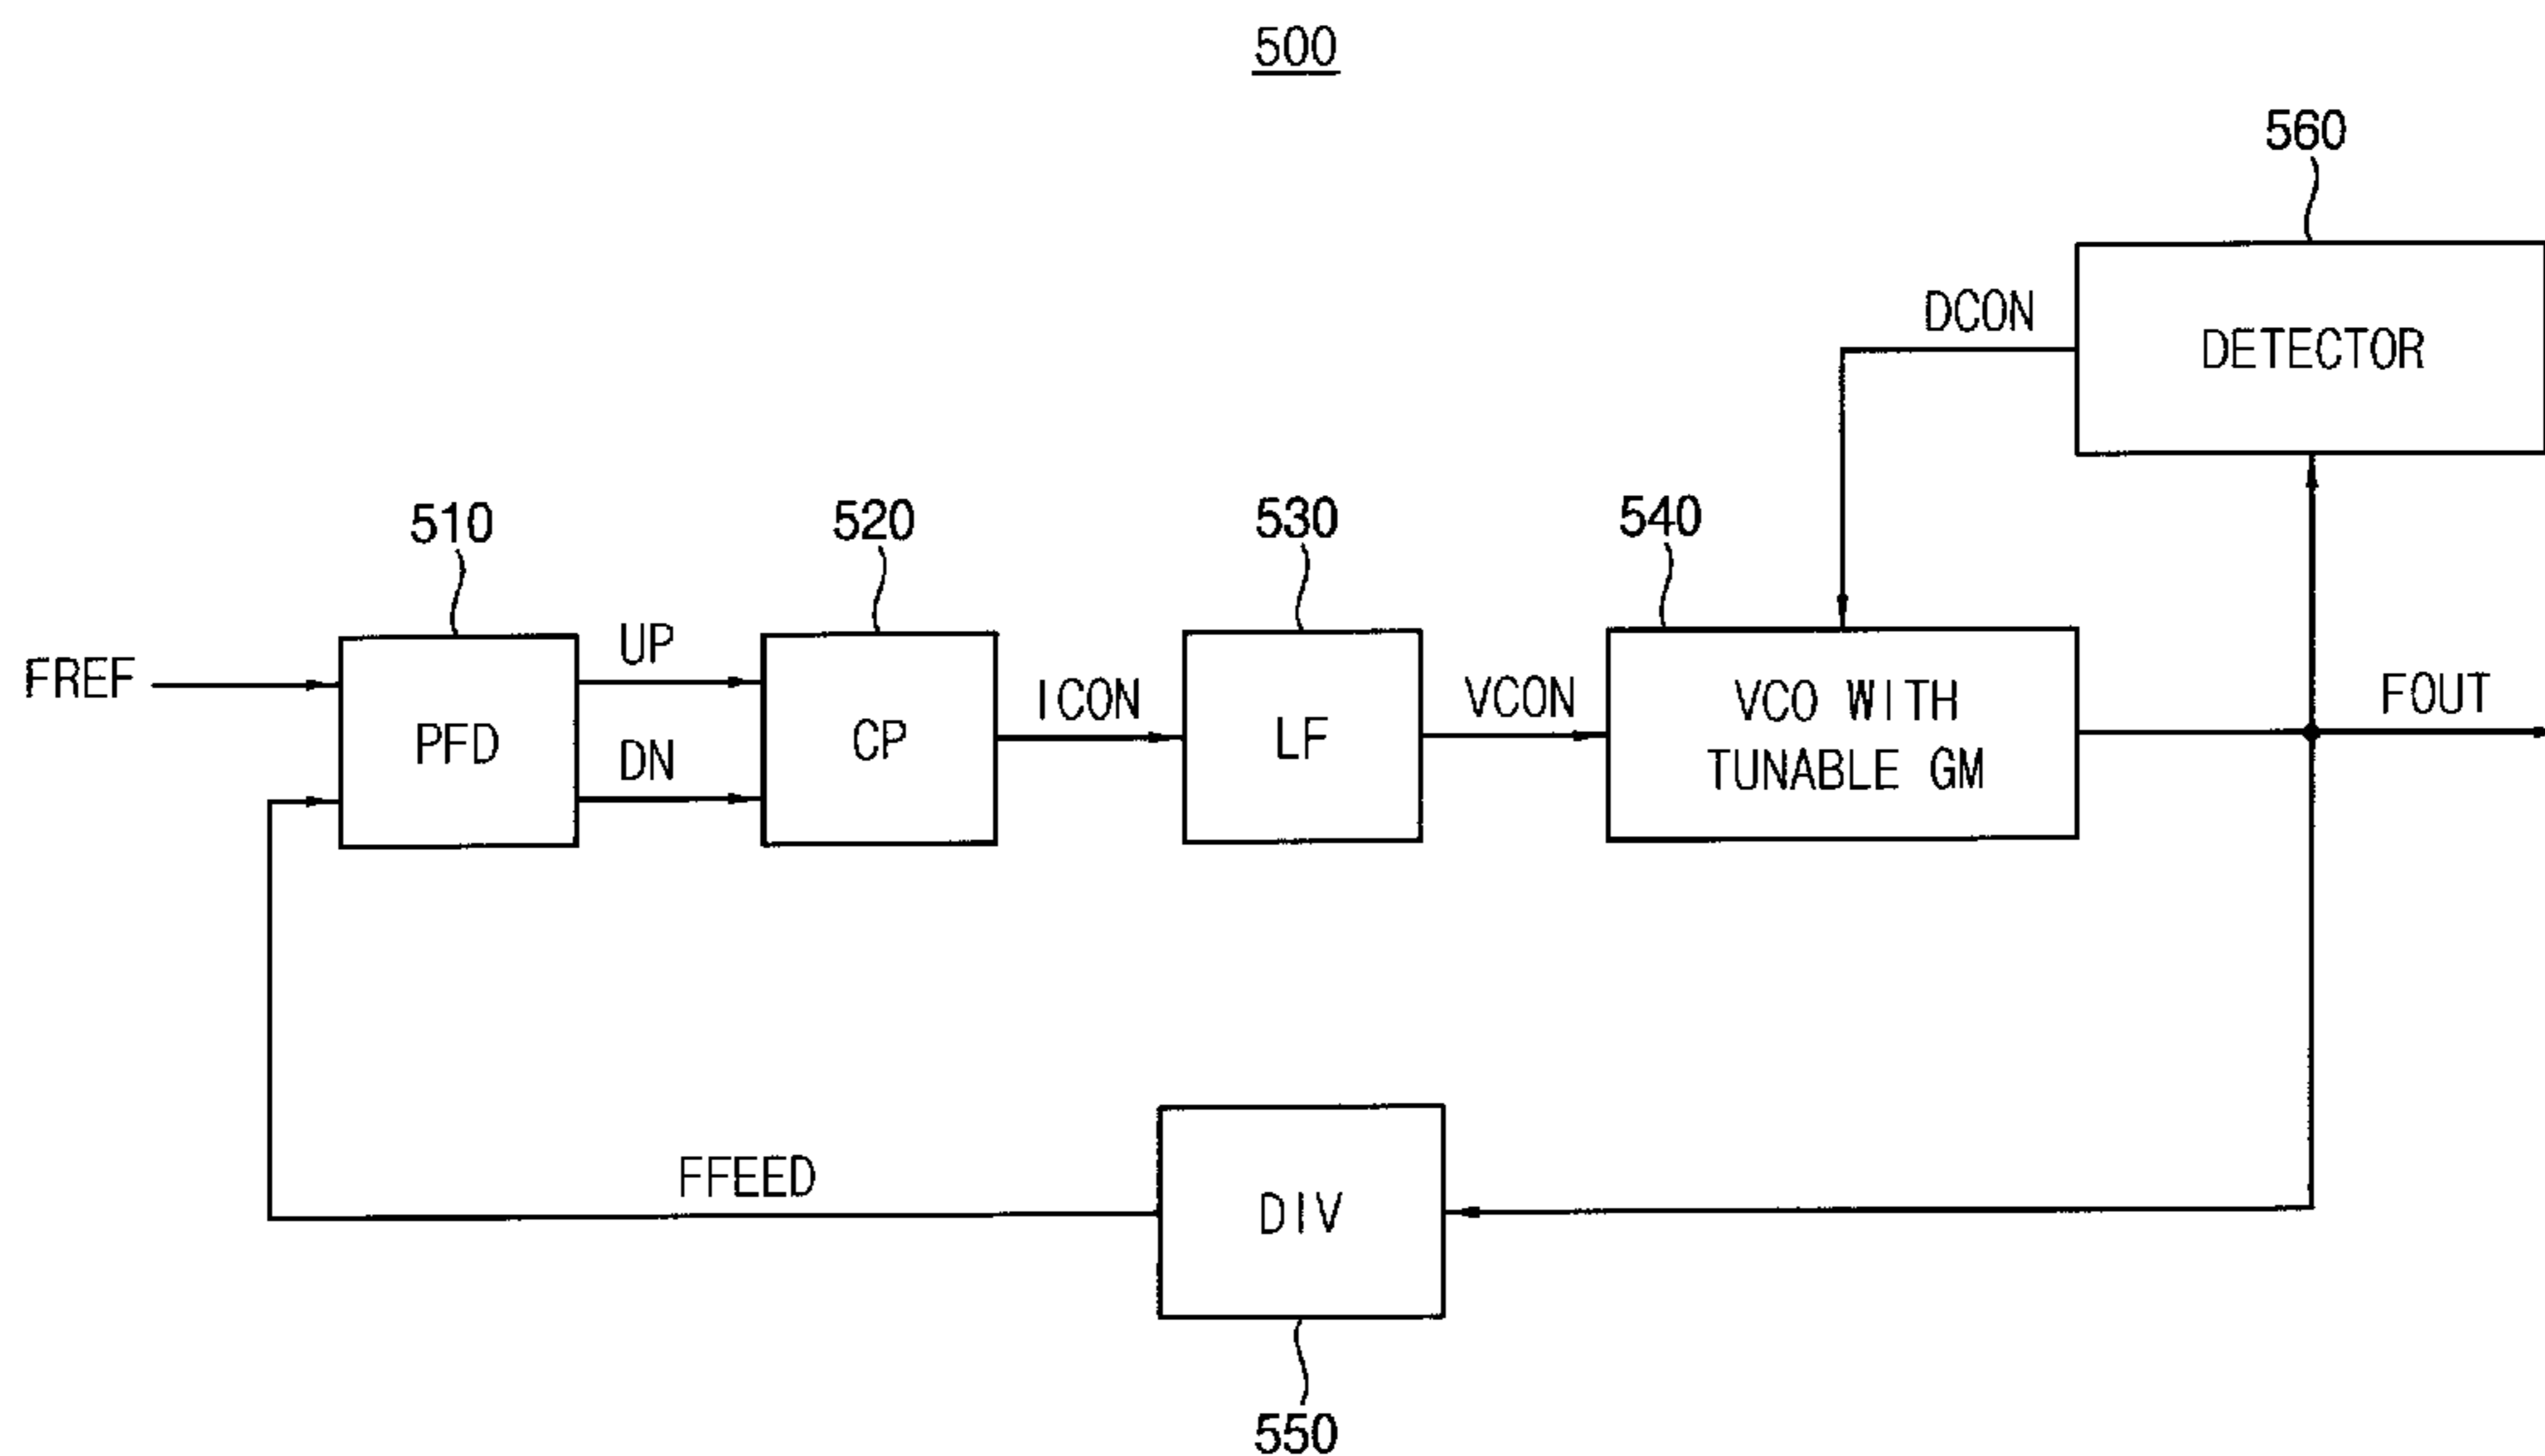 500
560
DCON
DETECTOR
510
520
530
540
FREF
UP
DN
PFD
CP
ICON
LF
VCON
VCO WITH
TUNABLE GM
FOUT
FFEED
DIV
550